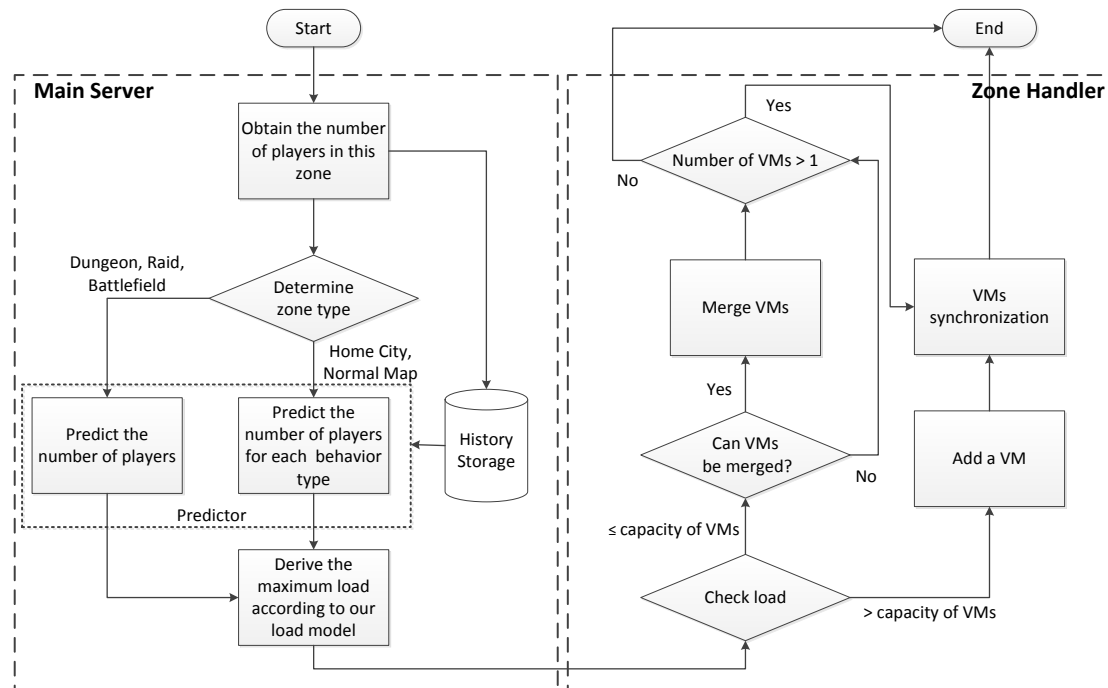 Start
End
Main Server
Zone Handler
Obtain the number
of players in this
zone
Dungeon, Raid,
Battlefield
Determine
zone type
Home City,
Normal Map
Predict the
number of players
Predict the
number of players
for each behavior
type
History
Storage
Predictor
Derive the
maximum load
according to our
load model
Yes
Number of VMs > 1
No
Merge VMs
VMs
synchronization
Yes
Can VMs
be merged?
No
Add a VM
≤ capacity of VMs
Check load
> capacity of VMs